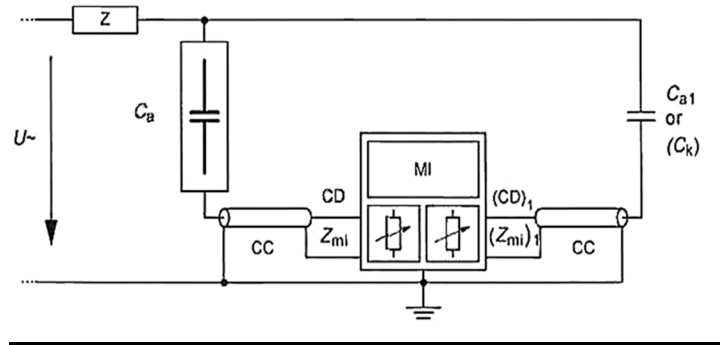 Z
U~
Cₐ
Cₐ₁
or
(Cₖ)
MI
CD
Zmi
(CD)₁
(Zmi)₁
CC
CC